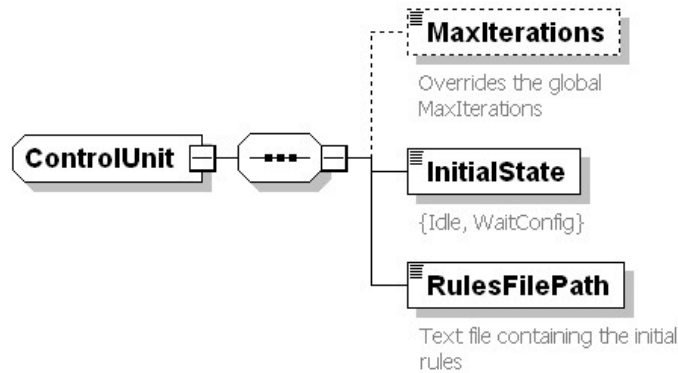 MaxIterations
Overrides the global
MaxIterations
ControlUnit
InitialState
{Idle, WaitConfig}
RulesFilePath
Text file containing the initial
rules